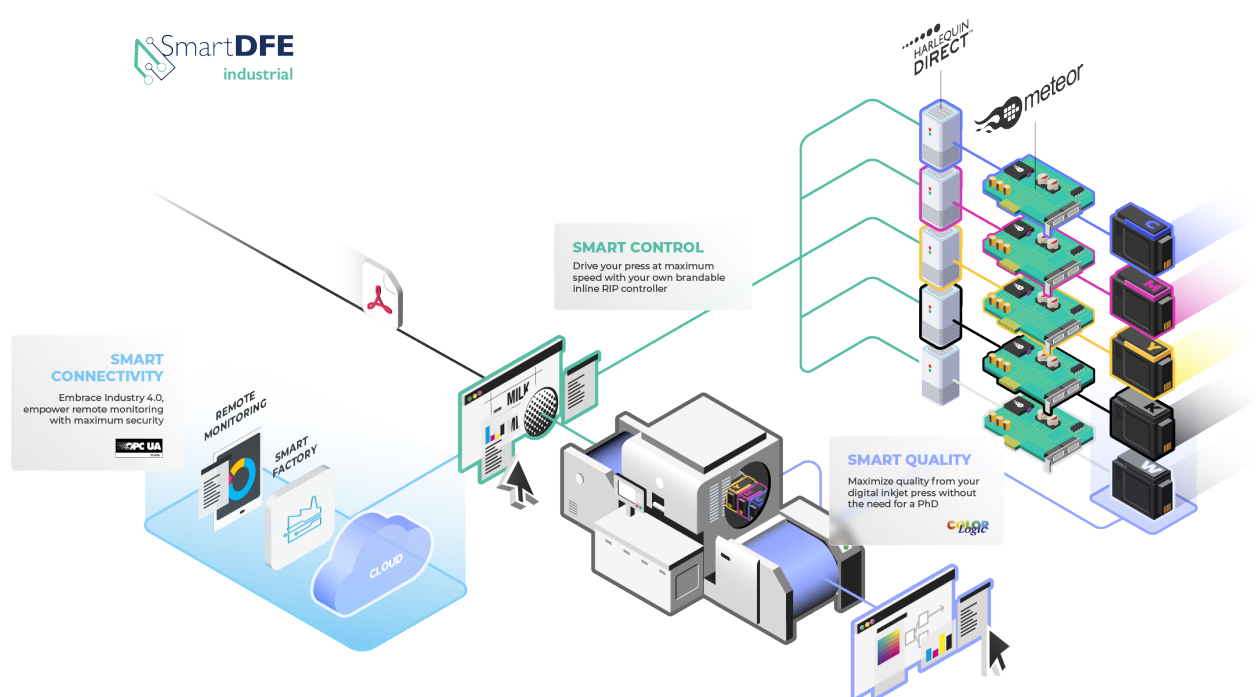 SmartDFE
industrial
HARLEQUIN
DIRECT™
meteor
C
M
Y
K
W
SMART CONTROL
Drive your press at maximum
speed with your own brandable
inline RIP controller
SMART
CONNECTIVITY
Embrace Industry 4.0,
empower remote monitoring
with maximum security
OPC UA
REMOTE
MONITORING
SMART
FACTORY
CLOUD
MILK
SMART QUALITY
Maximize quality from your
digital inkjet press without
the need for a PhD
COLOR
Logic